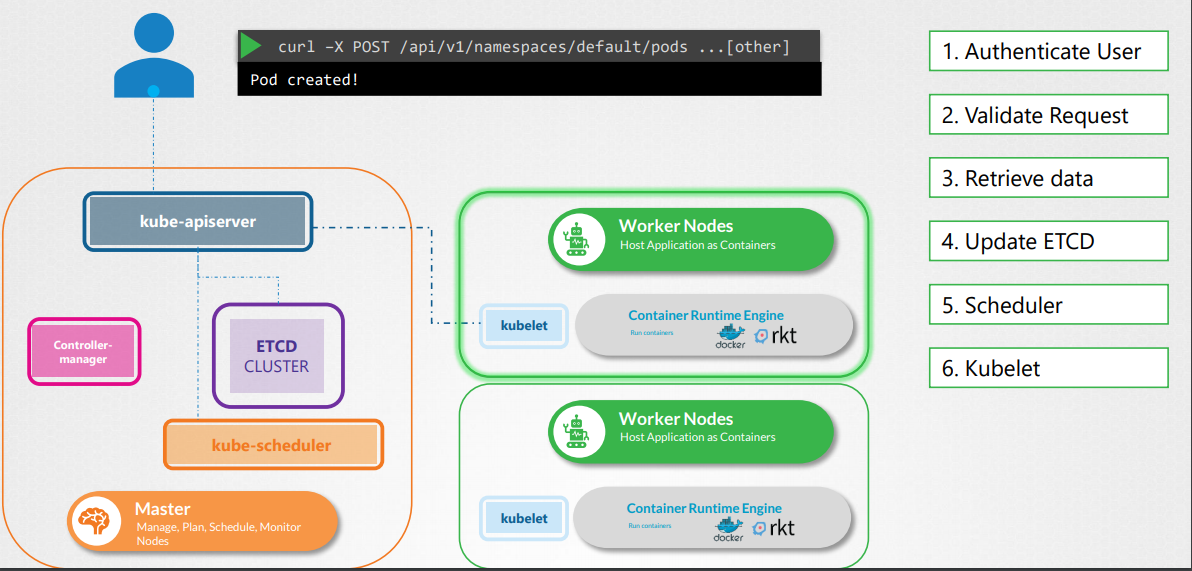 curl –X POST /api/v1/namespaces/default/pods ...[other]
Pod created!
1. Authenticate User
2. Validate Request
3. Retrieve data
4. Update ETCD
5. Scheduler
6. Kubelet
kube-apiserver
Controller-
manager
ETCD
CLUSTER
kube-scheduler
Master
Manage, Plan, Schedule, Monitor
Nodes
Worker Nodes
Host Application as Containers
kubelet
Container Runtime Engine
Run containers
docker
rkt
Worker Nodes
Host Application as Containers
kubelet
Container Runtime Engine
Run containers
docker
rkt